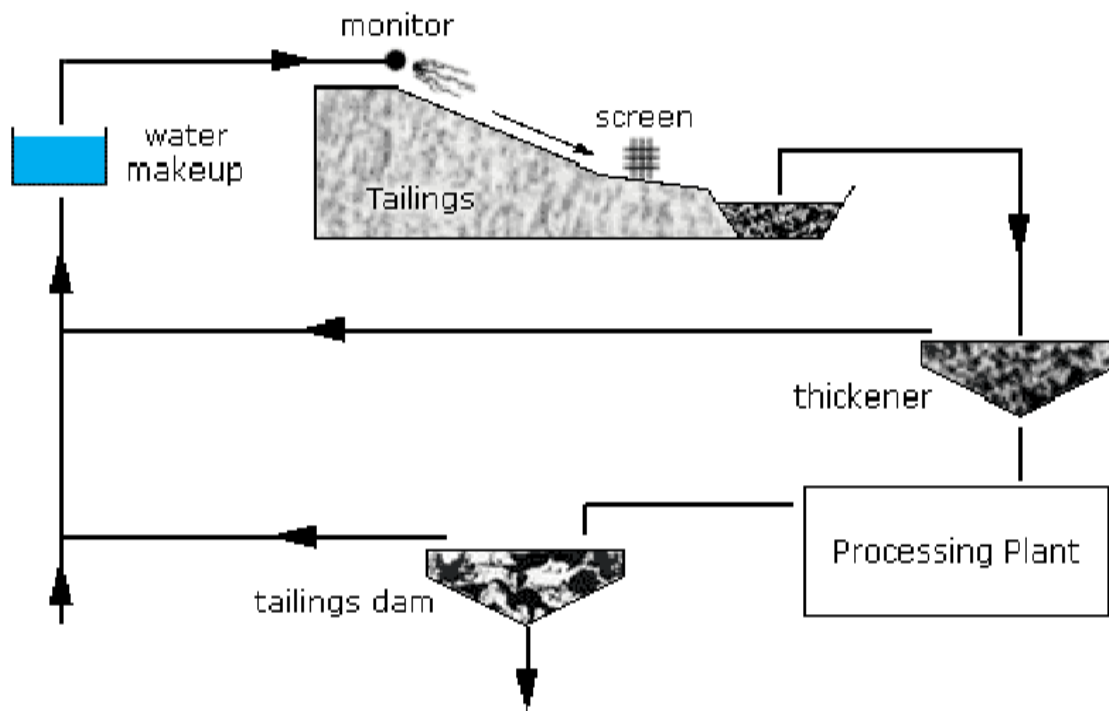 monitor
water
makeup
screen
Tailings
thickener
Processing Plant
tailings dam